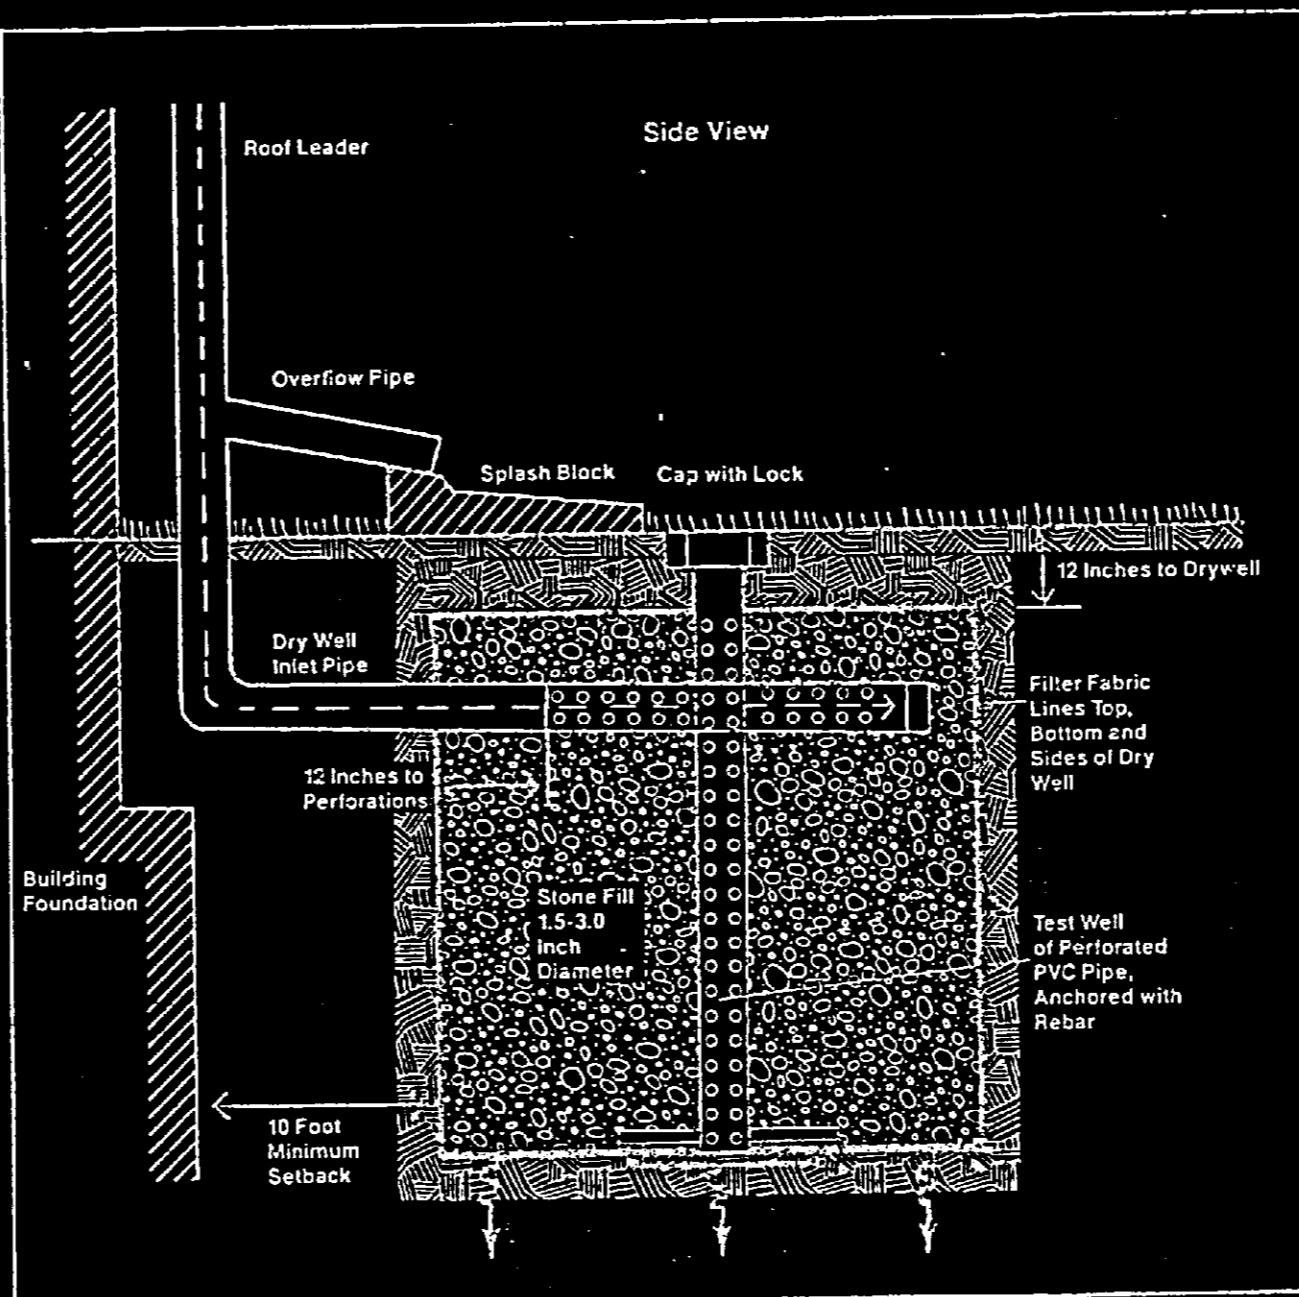 Side View
Roof Leader
Overflow Pipe
Splash Block
Cap with Lock
12 Inches to Drywell
Dry Well
Inlet Pipe
Filter Fabric
Lines Top,
Bottom and
Sides of Dry
Well
12 Inches to
Perforations
Building
Foundation
Stone Fill
1.5-3.0
Inch
Diameter
Test Well
of Perforated
PVC Pipe,
Anchored with
Rebar
10 Foot
Minimum
Setback